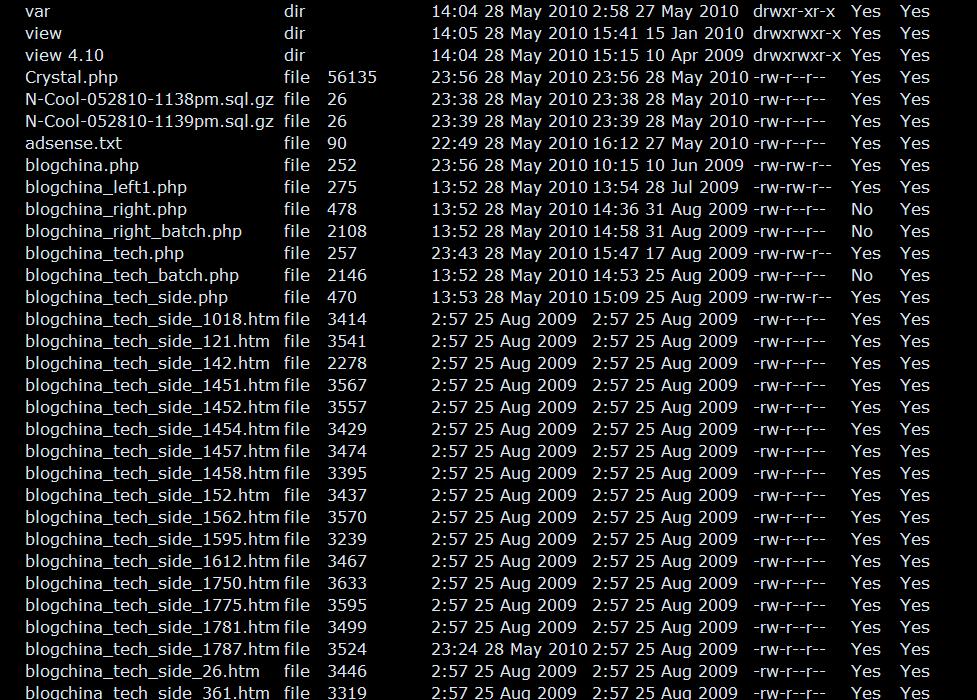 var dir 14:04 28 May 2010 2:58 27 May 2010 drwxr-xr-x Yes Yes
view dir 14:05 28 May 2010 15:41 15 Jan 2010 drwxrwxr-x Yes Yes
view 4.10 dir 14:04 28 May 2010 15:15 10 Apr 2009 drwxrwxr-x Yes Yes
Crystal.php file 56135 23:56 28 May 2010 23:56 28 May 2010 -rw-r--r-- Yes Yes
N-Cool-052810-1138pm.sql.gz file 26 23:38 28 May 2010 23:38 28 May 2010 -rw-r--r-- Yes Yes
N-Cool-052810-1139pm.sql.gz file 26 23:39 28 May 2010 23:39 28 May 2010 -rw-r--r-- Yes Yes
adsense.txt file 90 22:49 28 May 2010 16:12 27 May 2010 -rw-r--r-- Yes Yes
blogchina.php file 252 23:56 28 May 2010 10:15 10 Jun 2009 -rw-rw-r-- Yes Yes
blogchina_left1.php file 275 13:52 28 May 2010 13:54 28 Jul 2009 -rw-rw-r-- Yes Yes
blogchina_right.php file 478 13:52 28 May 2010 14:36 31 Aug 2009 -rw-r--r-- No Yes
blogchina_right_batch.php file 2108 13:52 28 May 2010 14:58 31 Aug 2009 -rw-r--r-- No Yes
blogchina_tech.php file 257 23:43 28 May 2010 15:47 17 Aug 2009 -rw-rw-r-- Yes Yes
blogchina_tech_batch.php file 2146 13:52 28 May 2010 14:53 25 Aug 2009 -rw-r--r-- No Yes
blogchina_tech_side.php file 470 13:53 28 May 2010 15:09 25 Aug 2009 -rw-rw-r-- Yes Yes
blogchina_tech_side_1018.htm file 3414 2:57 25 Aug 2009 2:57 25 Aug 2009 -rw-r--r-- Yes Yes
blogchina_tech_side_121.htm file 3541 2:57 25 Aug 2009 2:57 25 Aug 2009 -rw-r--r-- Yes Yes
blogchina_tech_side_142.htm file 2278 2:57 25 Aug 2009 2:57 25 Aug 2009 -rw-r--r-- Yes Yes
blogchina_tech_side_1451.htm file 3567 2:57 25 Aug 2009 2:57 25 Aug 2009 -rw-r--r-- Yes Yes
blogchina_tech_side_1452.htm file 3557 2:57 25 Aug 2009 2:57 25 Aug 2009 -rw-r--r-- Yes Yes
blogchina_tech_side_1454.htm file 3429 2:57 25 Aug 2009 2:57 25 Aug 2009 -rw-r--r-- Yes Yes
blogchina_tech_side_1457.htm file 3474 2:57 25 Aug 2009 2:57 25 Aug 2009 -rw-r--r-- Yes Yes
blogchina_tech_side_1458.htm file 3395 2:57 25 Aug 2009 2:57 25 Aug 2009 -rw-r--r-- Yes Yes
blogchina_tech_side_152.htm file 3437 2:57 25 Aug 2009 2:57 25 Aug 2009 -rw-r--r-- Yes Yes
blogchina_tech_side_1562.htm file 3570 2:57 25 Aug 2009 2:57 25 Aug 2009 -rw-r--r-- Yes Yes
blogchina_tech_side_1595.htm file 3239 2:57 25 Aug 2009 2:57 25 Aug 2009 -rw-r--r-- Yes Yes
blogchina_tech_side_1612.htm file 3467 2:57 25 Aug 2009 2:57 25 Aug 2009 -rw-r--r-- Yes Yes
blogchina_tech_side_1750.htm file 3633 2:57 25 Aug 2009 2:57 25 Aug 2009 -rw-r--r-- Yes Yes
blogchina_tech_side_1775.htm file 3595 2:57 25 Aug 2009 2:57 25 Aug 2009 -rw-r--r-- Yes Yes
blogchina_tech_side_1781.htm file 3499 2:57 25 Aug 2009 2:57 25 Aug 2009 -rw-r--r-- Yes Yes
blogchina_tech_side_1787.htm file 3524 23:24 28 May 2010 2:57 25 Aug 2009 -rw-r--r-- Yes Yes
blogchina_tech_side_26.htm file 3446 2:57 25 Aug 2009 2:57 25 Aug 2009 -rw-r--r-- Yes Yes
blogchina_tech_side_361.htm file 3319 2:57 25 Aug 2009 2:57 25 Aug 2009 -rw-r--r-- Yes Yes